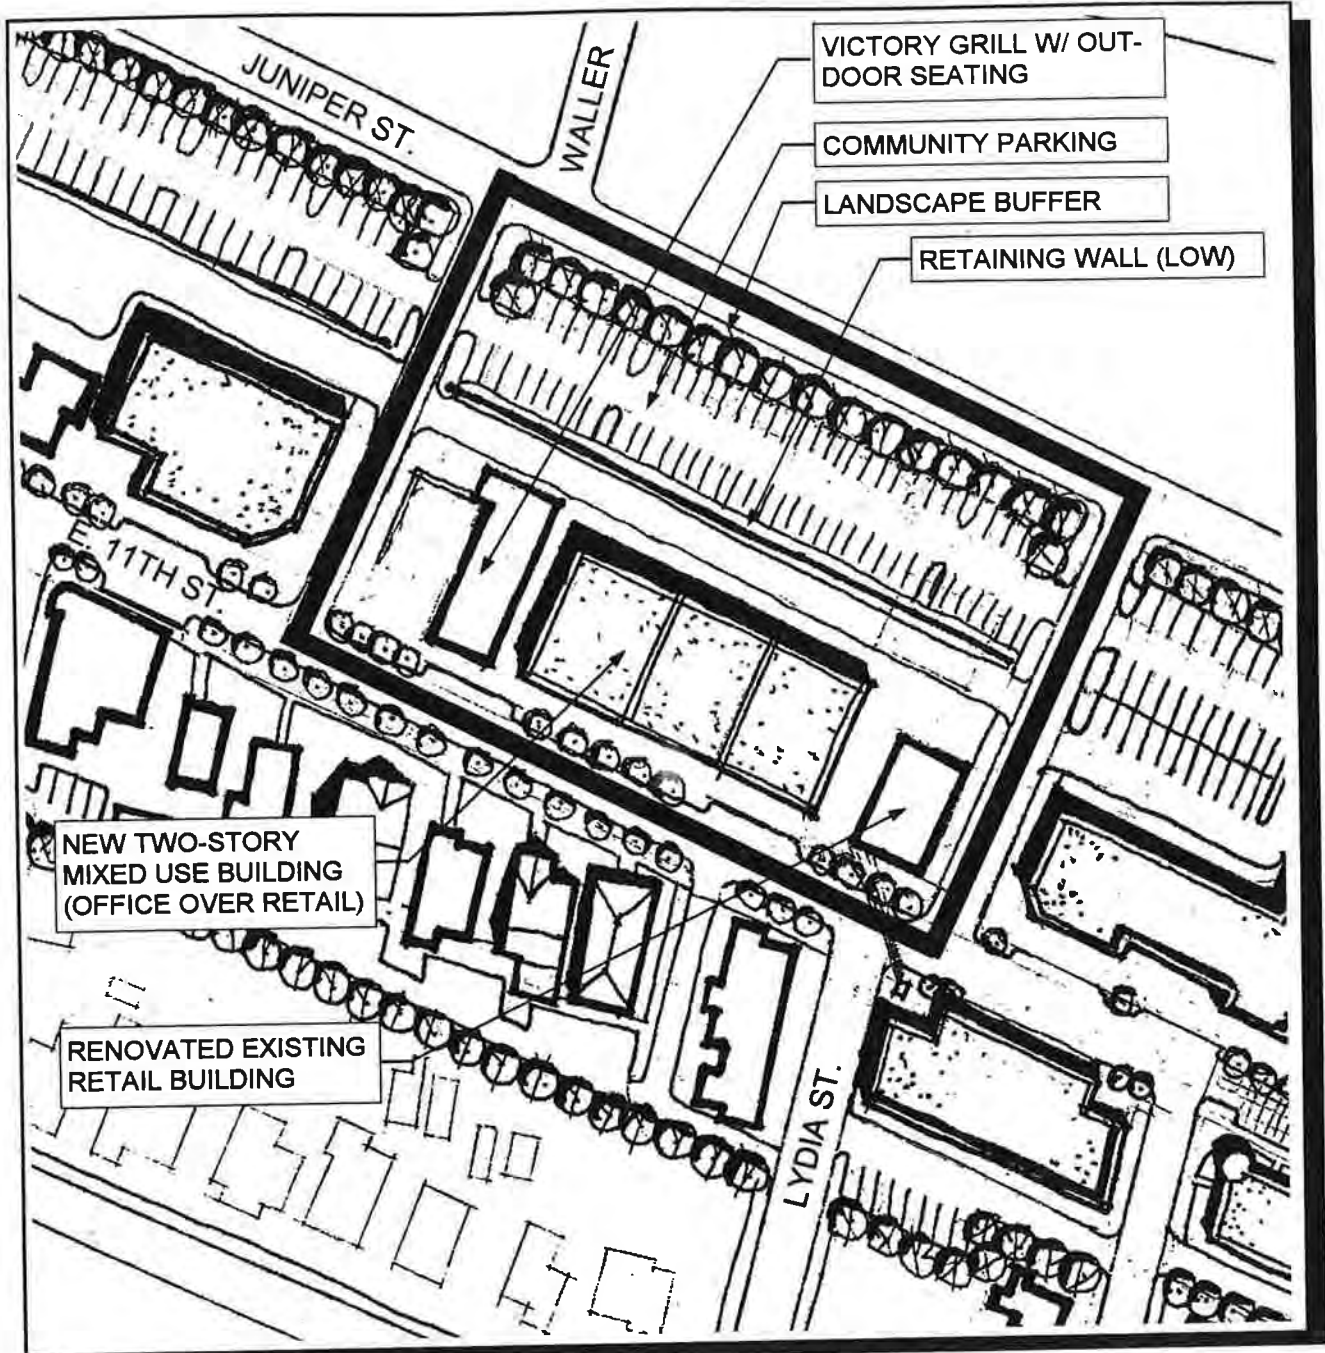 JUNIPER ST.
WALLER
VICTORY GRILL W/ OUT-
DOOR SEATING
COMMUNITY PARKING
LANDSCAPE BUFFER
RETAINING WALL (LOW)
E. 11TH ST.
NEW TWO-STORY
MIXED USE BUILDING
(OFFICE OVER RETAIL)
RENOVATED EXISTING
RETAIL BUILDING
LYDIA ST.